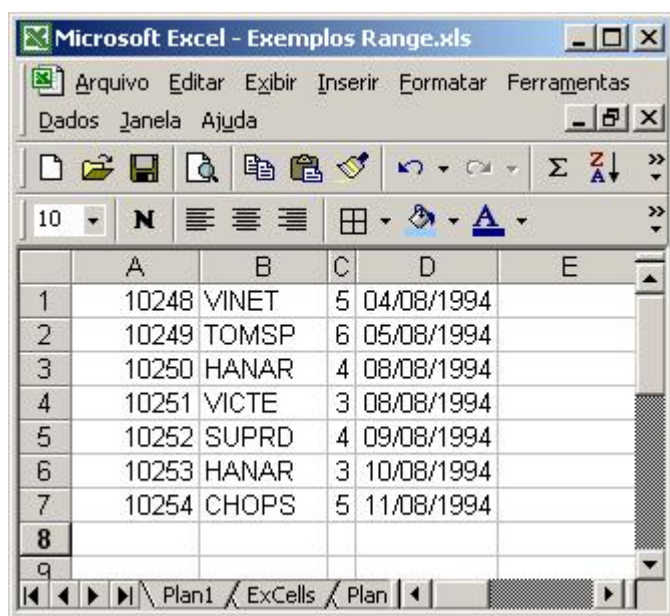 Microsoft Excel - Exemplos Range.xls
Arquivo Editar Exibir Inserir Formatar Ferramentas
Dados Janela Ajuda
Σ Z A
10 N A
A B C D E
1 10248 VINET 5 04/08/1994
2 10249 TOMSP 6 05/08/1994
3 10250 HANAR 4 08/08/1994
4 10251 VICTE 3 08/08/1994
5 10252 SUPRD 4 09/08/1994
6 10253 HANAR 3 10/08/1994
7 10254 CHOPS 5 11/08/1994
8
9
Plan1 ExCells Plan